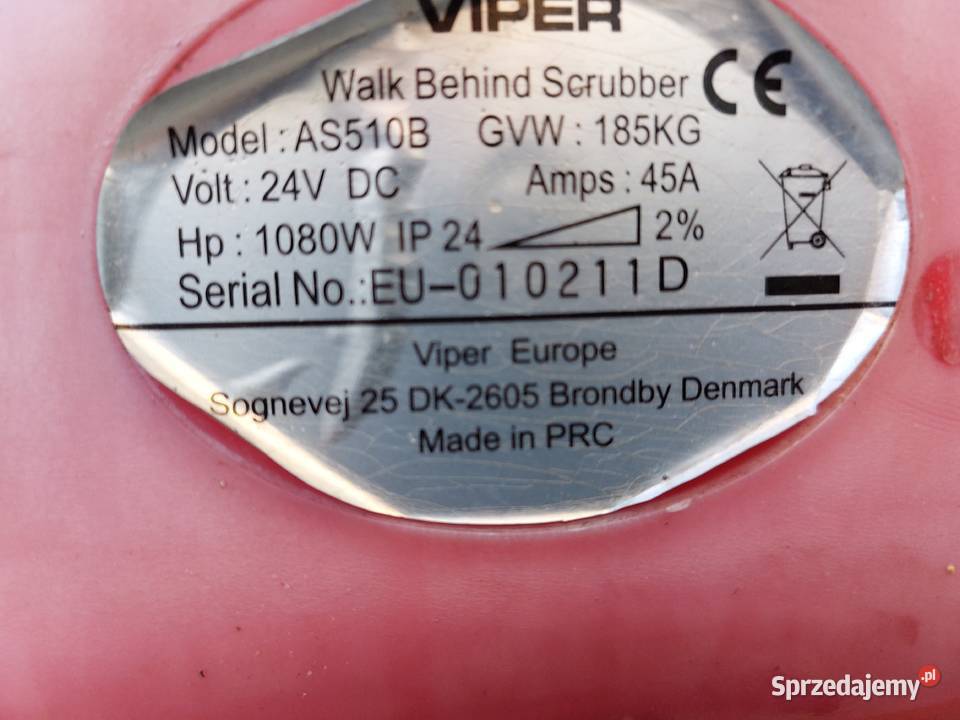 VIPER
Walk Behind Scrubber CE
Model : AS510B GVW : 185KG
Volt : 24V DC Amps : 45A
Hp : 1080W IP 24 2%
Serial No.:EU-010211D
Viper Europe
Sognevej 25 DK-2605 Brondby Denmark
Made in PRC
Sprzedajemy.pl